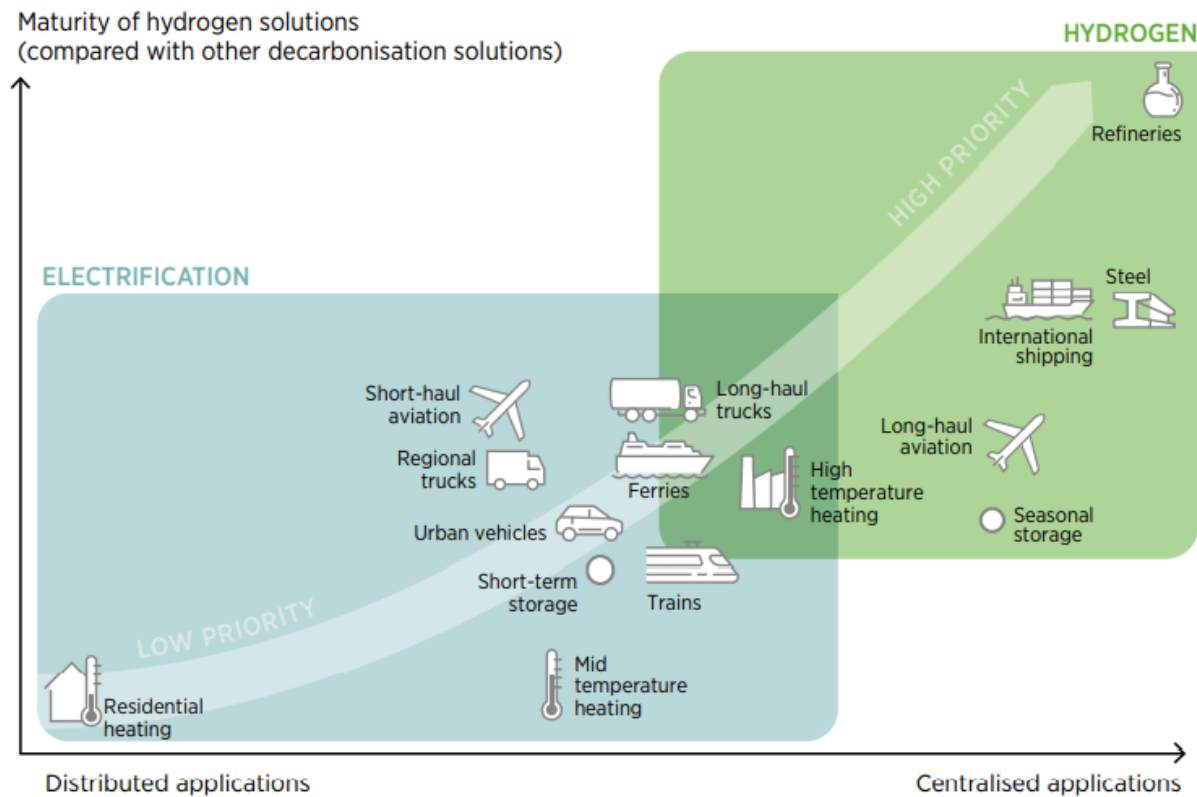 Maturity of hydrogen solutions
(compared with other decarbonisation solutions)
HYDROGEN
HIGH PRIORITY
Refineries
ELECTRIFICATION
Steel
International
shipping
Short-haul
aviation
Long-haul
trucks
Long-haul
aviation
Regional
trucks
Ferries
High
temperature
heating
Urban vehicles
Seasonal
storage
Short-term
storage
Trains
LOW PRIORITY
Mid
temperature
heating
Residential
heating
Distributed applications
Centralised applications